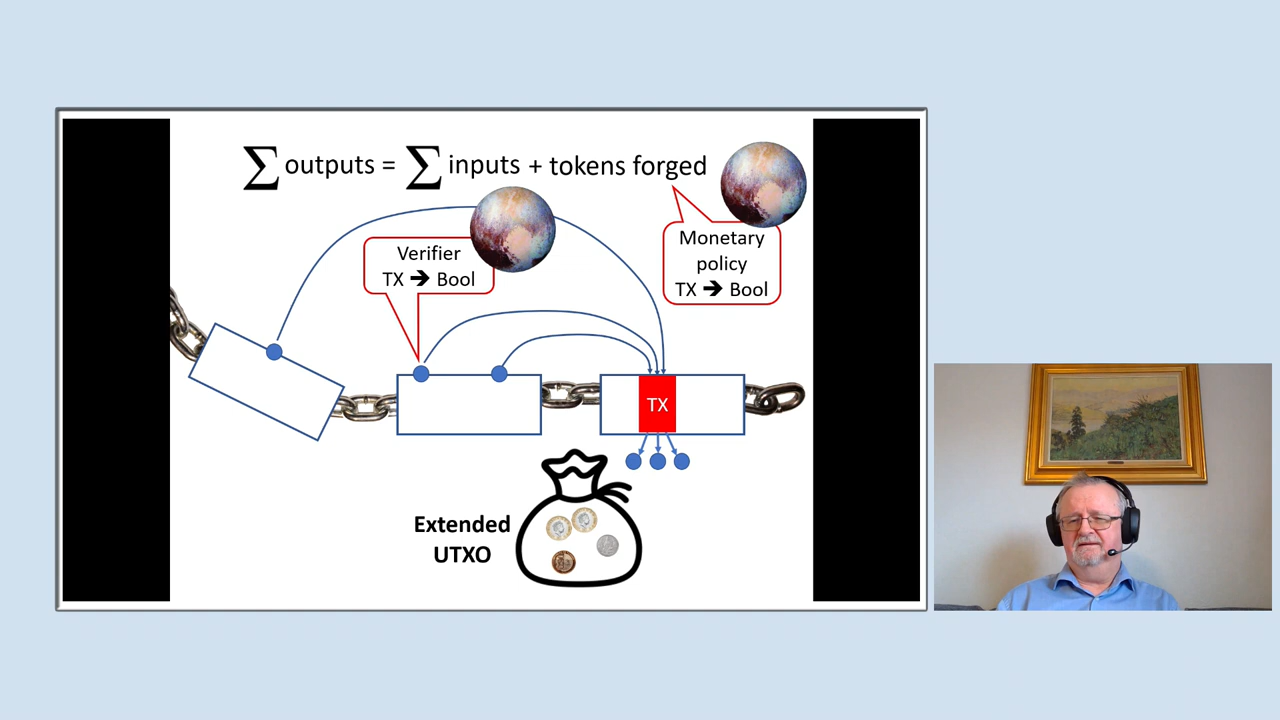 ∑ outputs = ∑ inputs + tokens forged
Verifier
TX ➔ Bool
Monetary
policy
TX ➔ Bool
TX
Extended
UTXO